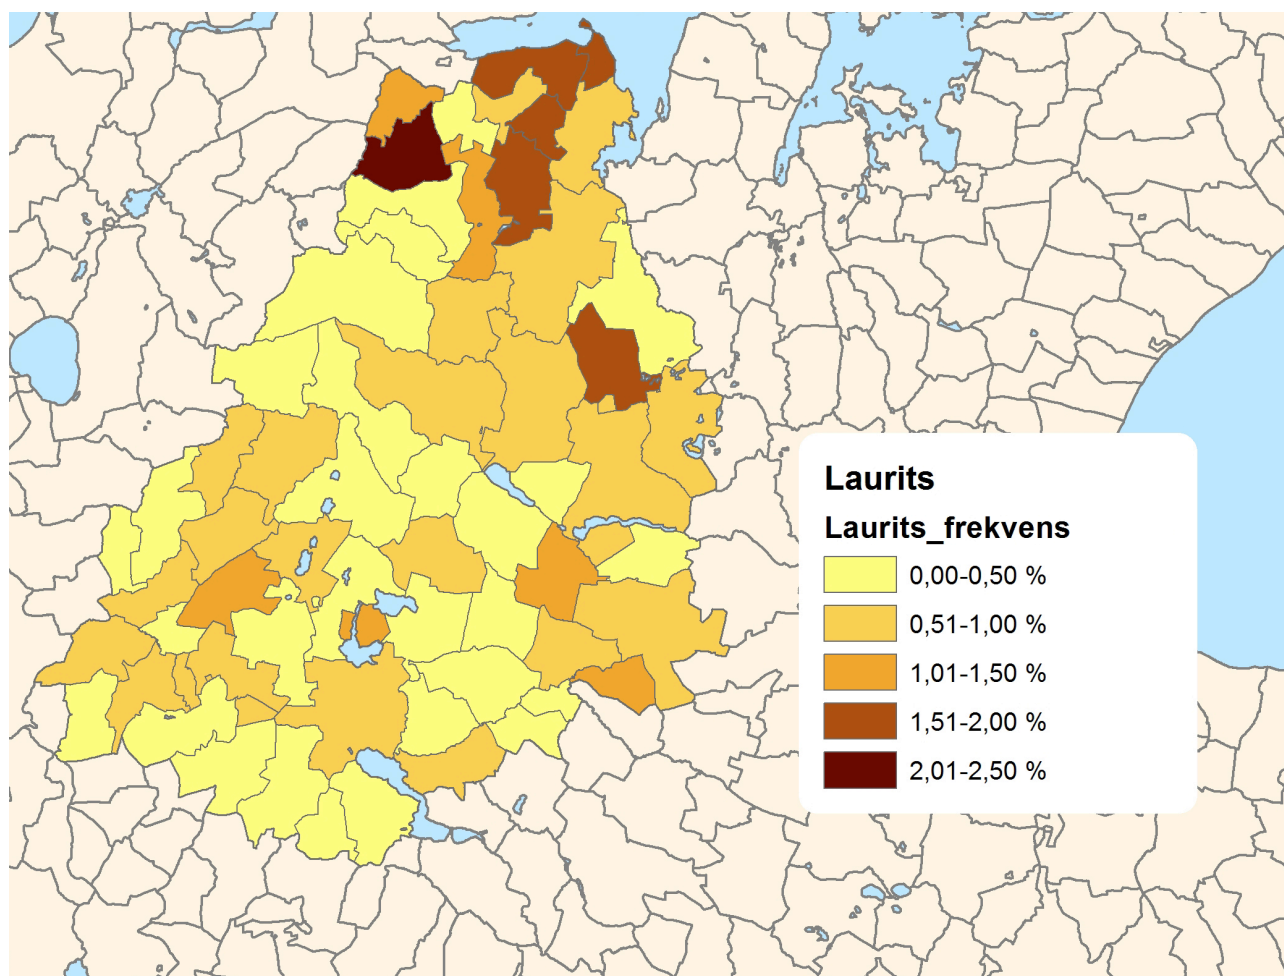 Laurits
Laurits_frekvens
0,00-0,50 %
0,51-1,00 %
1,01-1,50 %
1,51-2,00 %
2,01-2,50 %